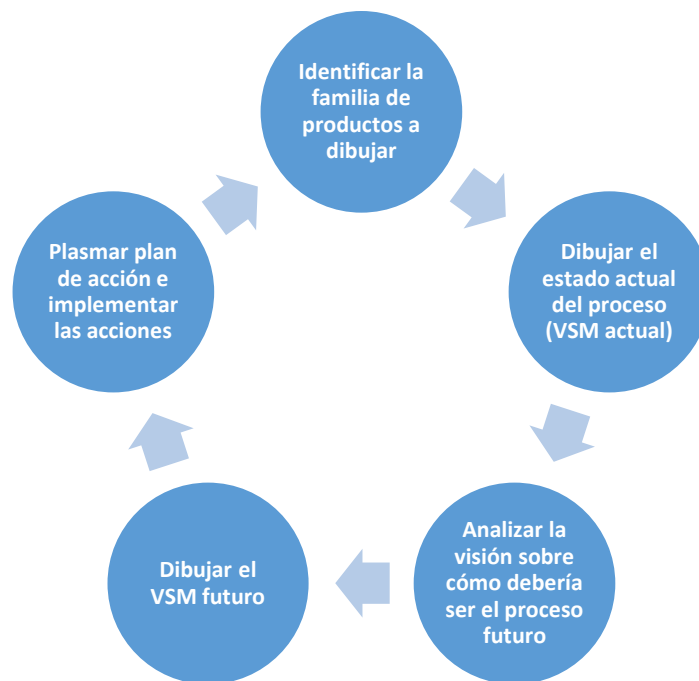 Identificar la
familia de
productos a
dibujar
Dibujar el
estado actual
del proceso
(VSM actual)
Analizar la
visión sobre
cómo debería
ser el proceso
futuro
Dibujar el
VSM futuro
Plasmar plan
de acción e
implementar
las acciones